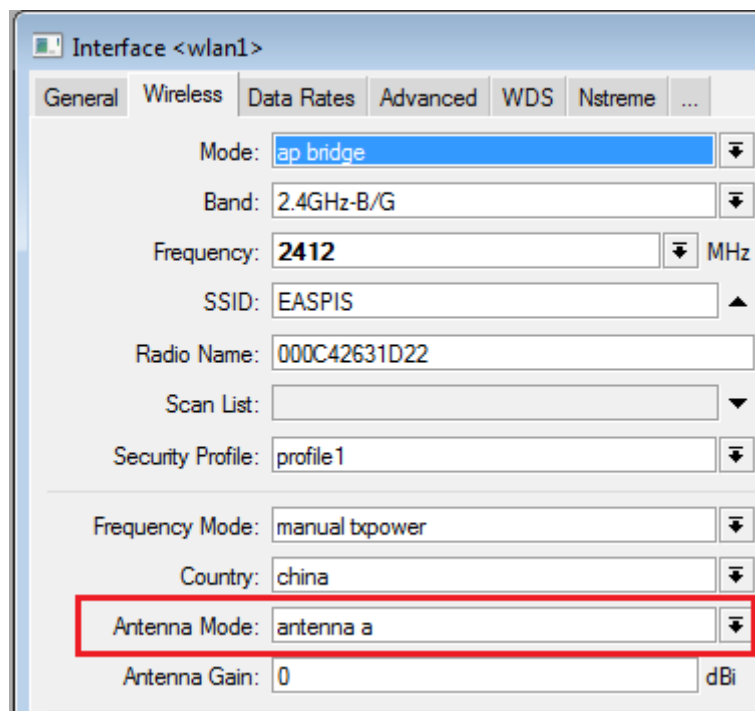 Interface <wlan1>
General Wireless Data Rates Advanced WDS Nstreme ...
Mode: ap bridge
Band: 2.4GHz-B/G
Frequency: 2412 MHz
SSID: EASPIS
Radio Name: 000C42631D22
Scan List:
Security Profile: profile1
Frequency Mode: manual txpower
Country: china
Antenna Mode: antenna a
Antenna Gain: 0 dBi